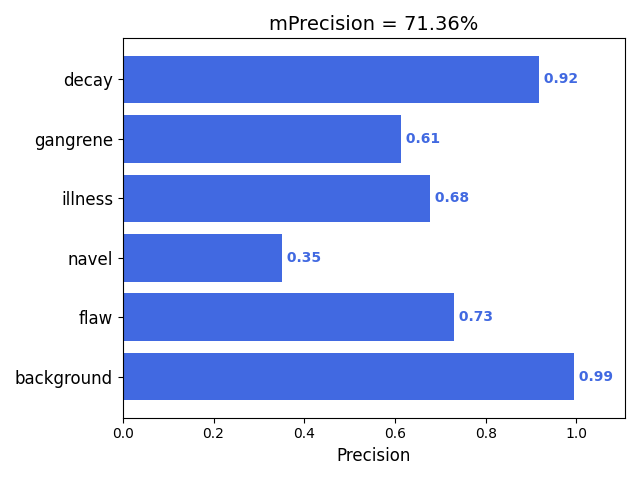 mPrecision = 71.36%
decay 0.92
gangrene 0.61
illness 0.68
navel 0.35
flaw 0.73
background 0.99
0.0 0.2 0.4 0.6 0.8 1.0
Precision